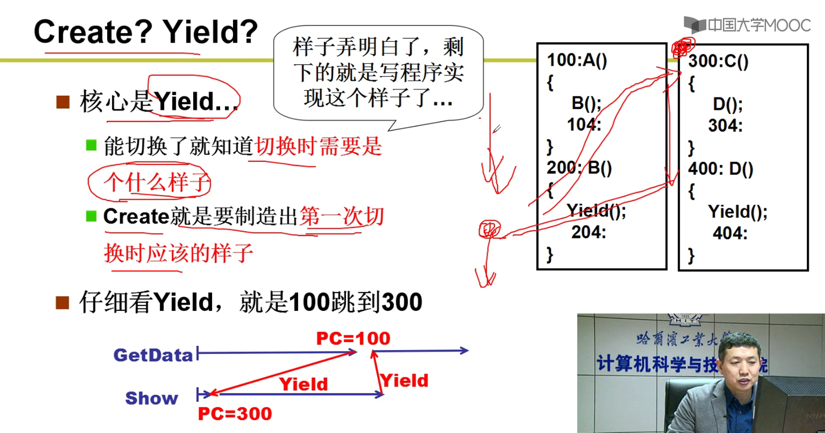 Create? Yield?
中国大学MOOC
样子弄明白了，剩
下的就是写程序实
现这个样子了…
核心是Yield…
能切换了就知道切换时需要是
个什么样子
Create就是要制造出第一次切
换时应该的样子
仔细看Yield，就是100跳到300
100:A()
{
B();
104:
}
200: B()
{
Yield();
204:
}
300:C()
{
D();
304:
}
400: D()
{
Yield();
404:
}
PC=100
GetData
Yield
Yield
Show
PC=300
哈尔滨工业大
计算机科学与技
院